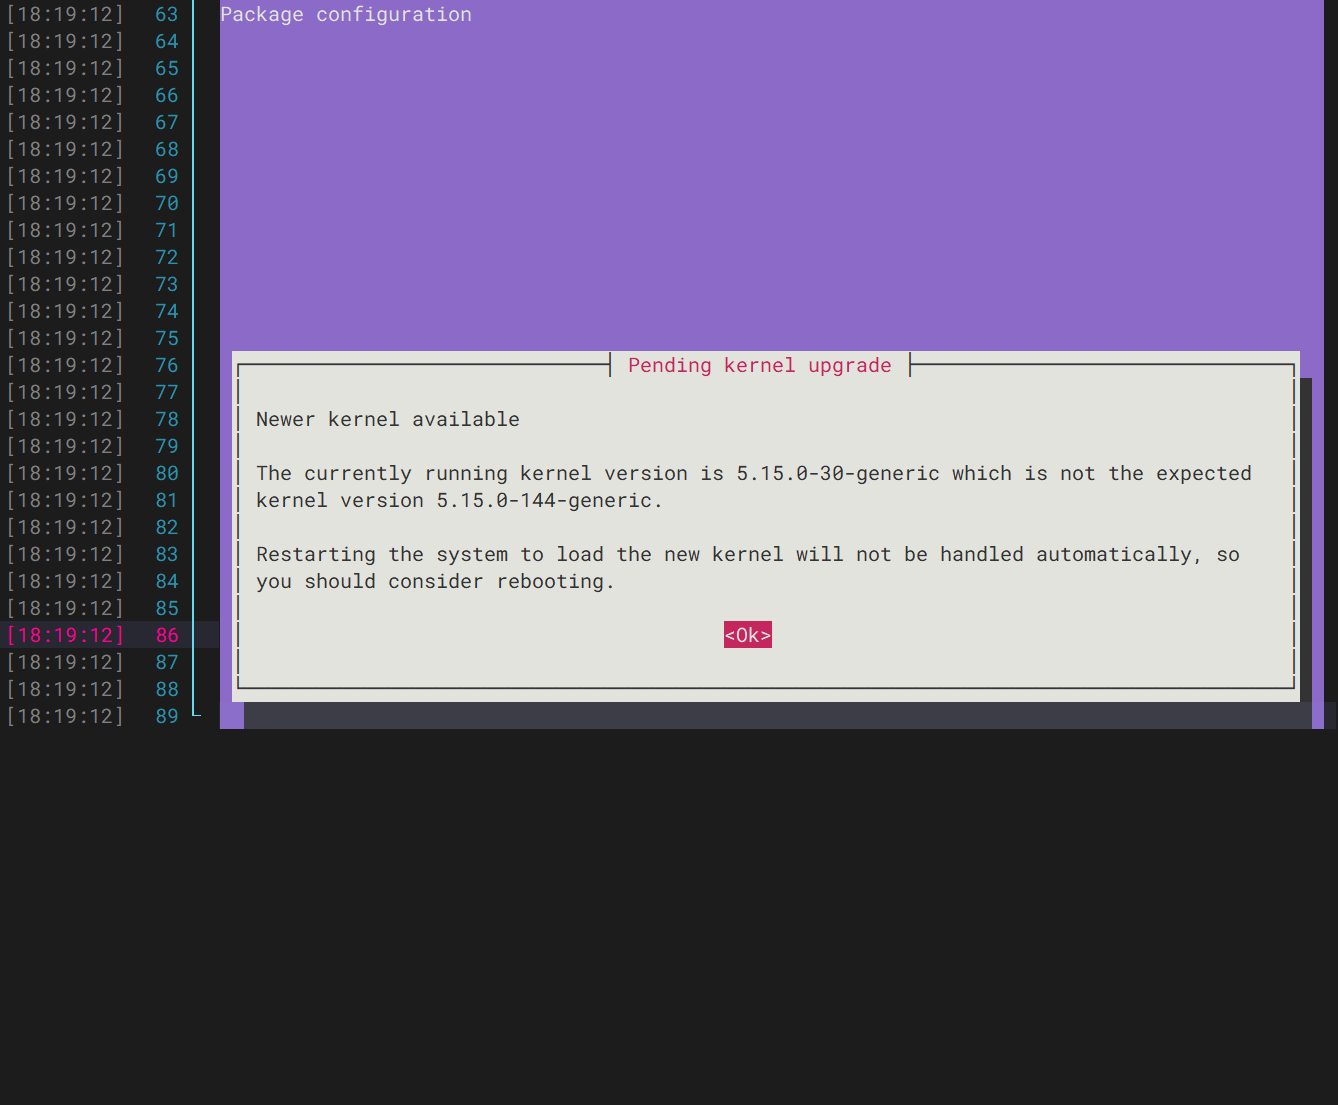 [18:19:12] 63 Package configuration
[18:19:12] 64
[18:19:12] 65
[18:19:12] 66
[18:19:12] 67
[18:19:12] 68
[18:19:12] 69
[18:19:12] 70
[18:19:12] 71
[18:19:12] 72
[18:19:12] 73
[18:19:12] 74
[18:19:12] 75
[18:19:12] 76 Pending kernel upgrade
[18:19:12] 77
[18:19:12] 78 Newer kernel available
[18:19:12] 79
[18:19:12] 80 The currently running kernel version is 5.15.0-30-generic which is not the expected
[18:19:12] 81 kernel version 5.15.0-144-generic.
[18:19:12] 82
[18:19:12] 83 Restarting the system to load the new kernel will not be handled automatically, so
[18:19:12] 84 you should consider rebooting.
[18:19:12] 85
[18:19:12] 86 <Ok>
[18:19:12] 87
[18:19:12] 88
[18:19:12] 89